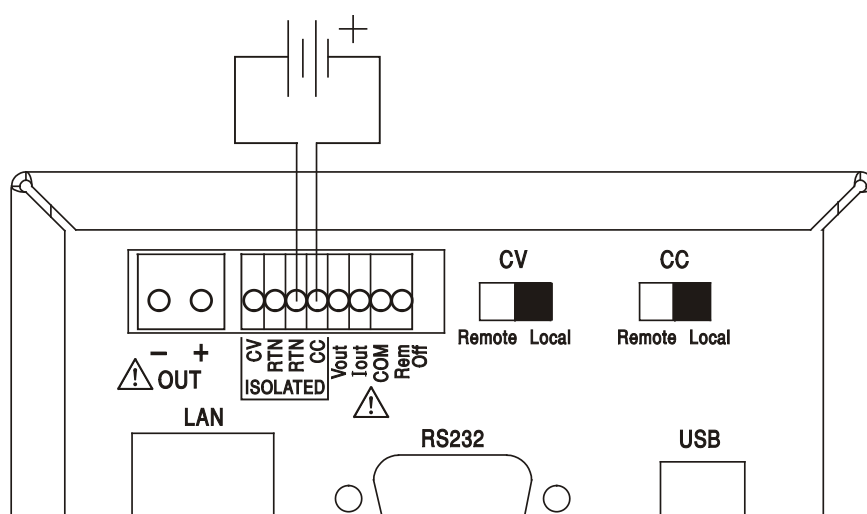 +
CV CC
Remote Local Remote Local
− +
OUT
CV
RTN
RTN
CC
Vout
Iout
COM
Rem
Off
ISOLATED
LAN
RS232
USB